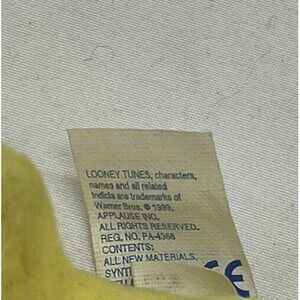 LOONEY TUNES, characters,
names and all related
indicia are trademarks of
Warner Bros. © 1999.
APPLAUSE INC.
ALL RIGHTS RESERVED.
REG. NO. PA-4368
CONTENTS:
ALL NEW MATERIALS,
SYNT
CE